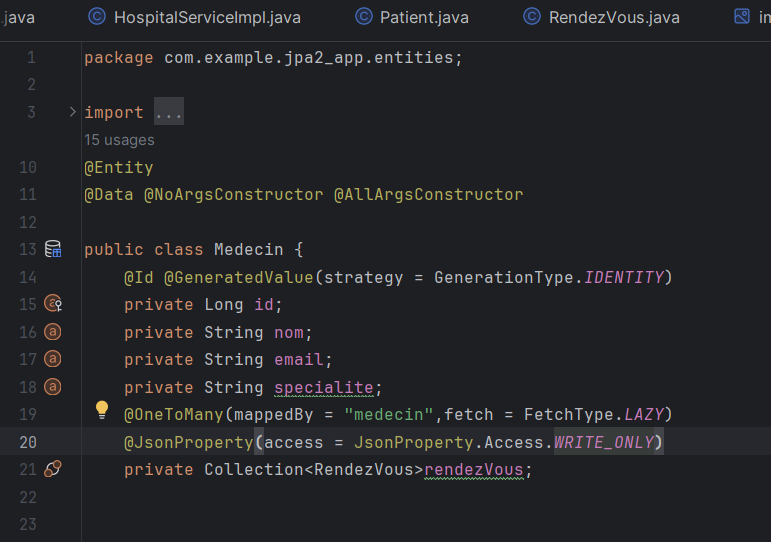 .java HospitalServiceImpl.java Patient.java RendezVous.java im
1 package com.example.jpa2_app.entities;
2
3 import ...
15 usages
10 @Entity
11 @Data @NoArgsConstructor @AllArgsConstructor
12
13 public class Medecin {
14 @Id @GeneratedValue(strategy = GenerationType.IDENTITY)
15 private Long id;
16 private String nom;
17 private String email;
18 private String specialite;
19 @OneToMany(mappedBy = "medecin",fetch = FetchType.LAZY)
20 @JsonProperty(access = JsonProperty.Access.WRITE_ONLY)
21 private Collection<RendezVous>rendezVous;
22
23